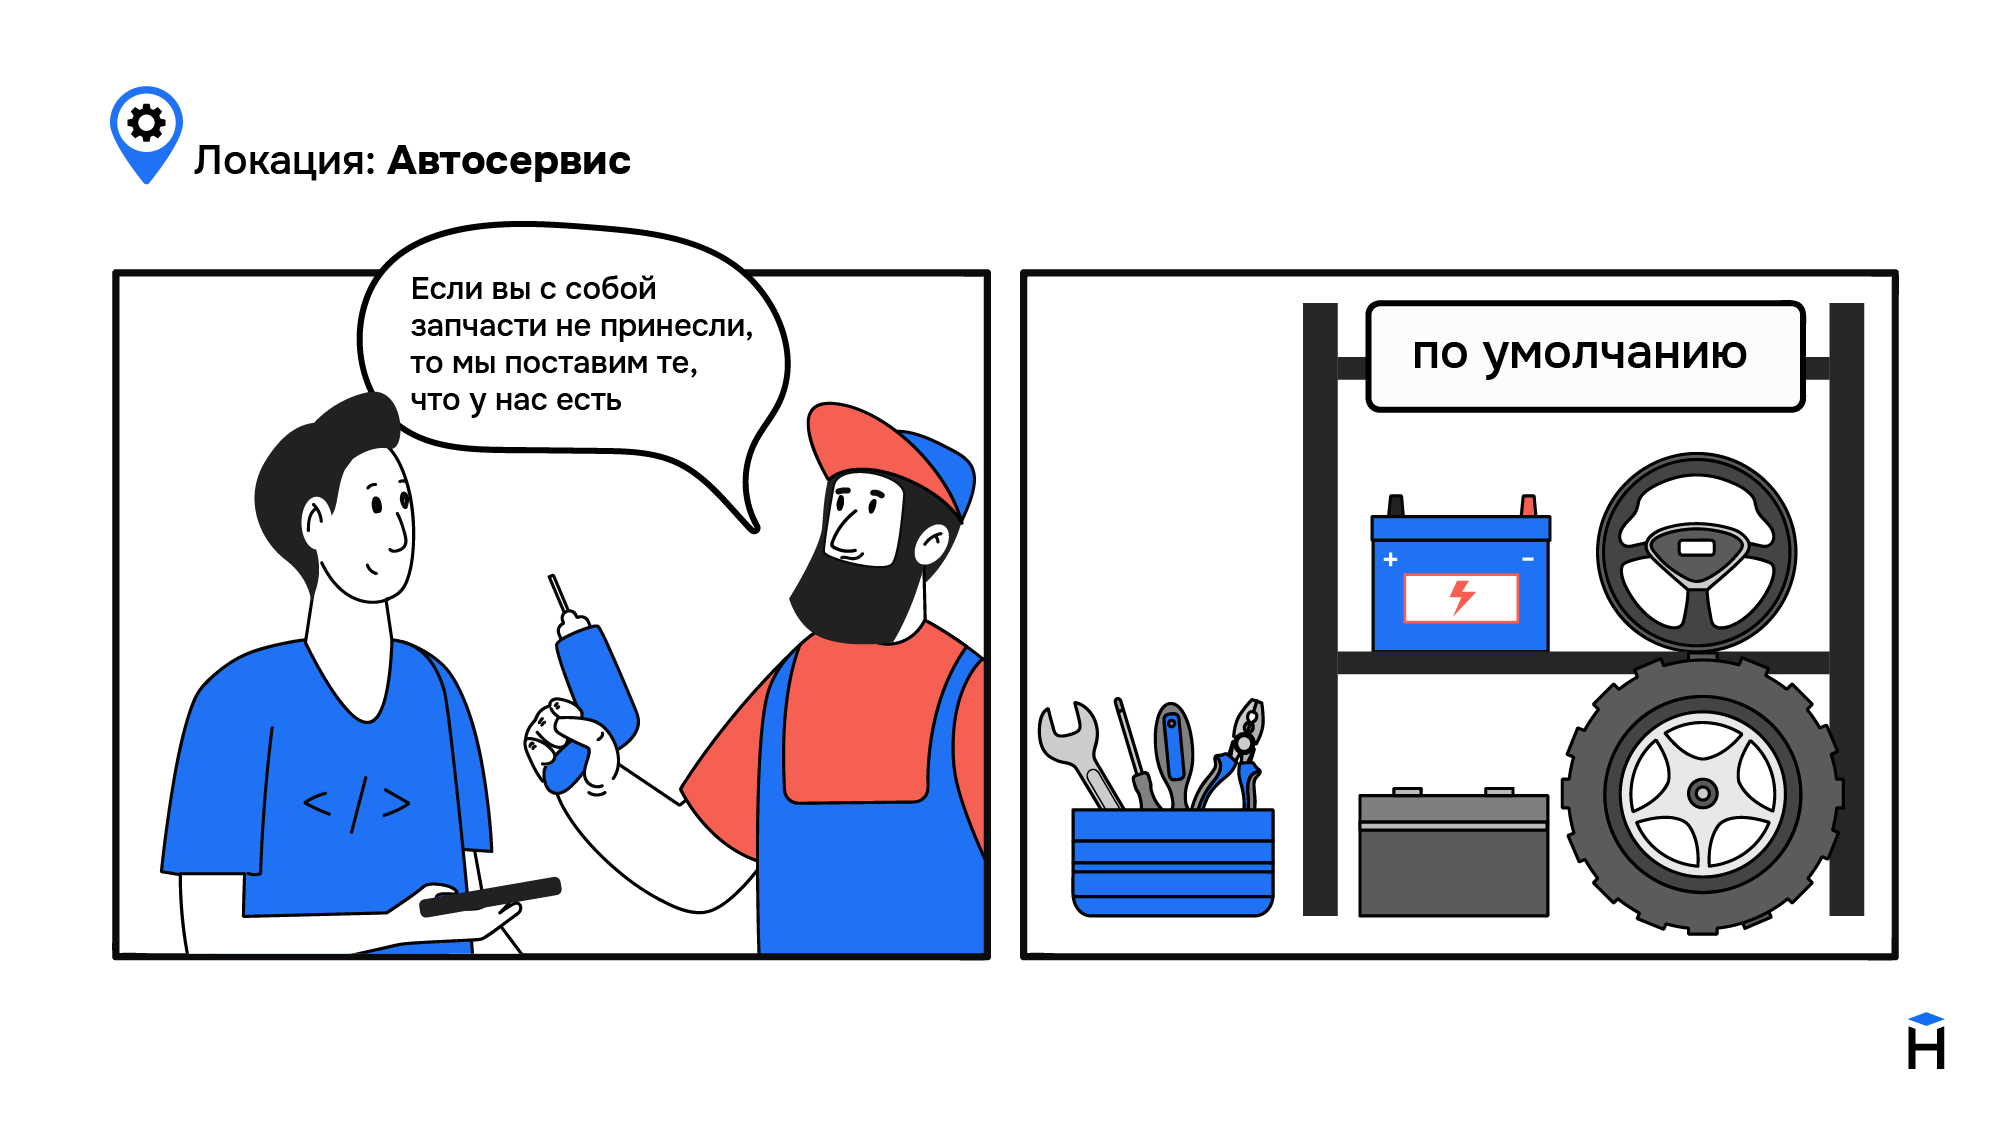 Локация: Автосервис
Если вы с собой
запчасти не принесли,
то мы поставим те,
что у нас есть
</>
по умолчанию
+ −
H